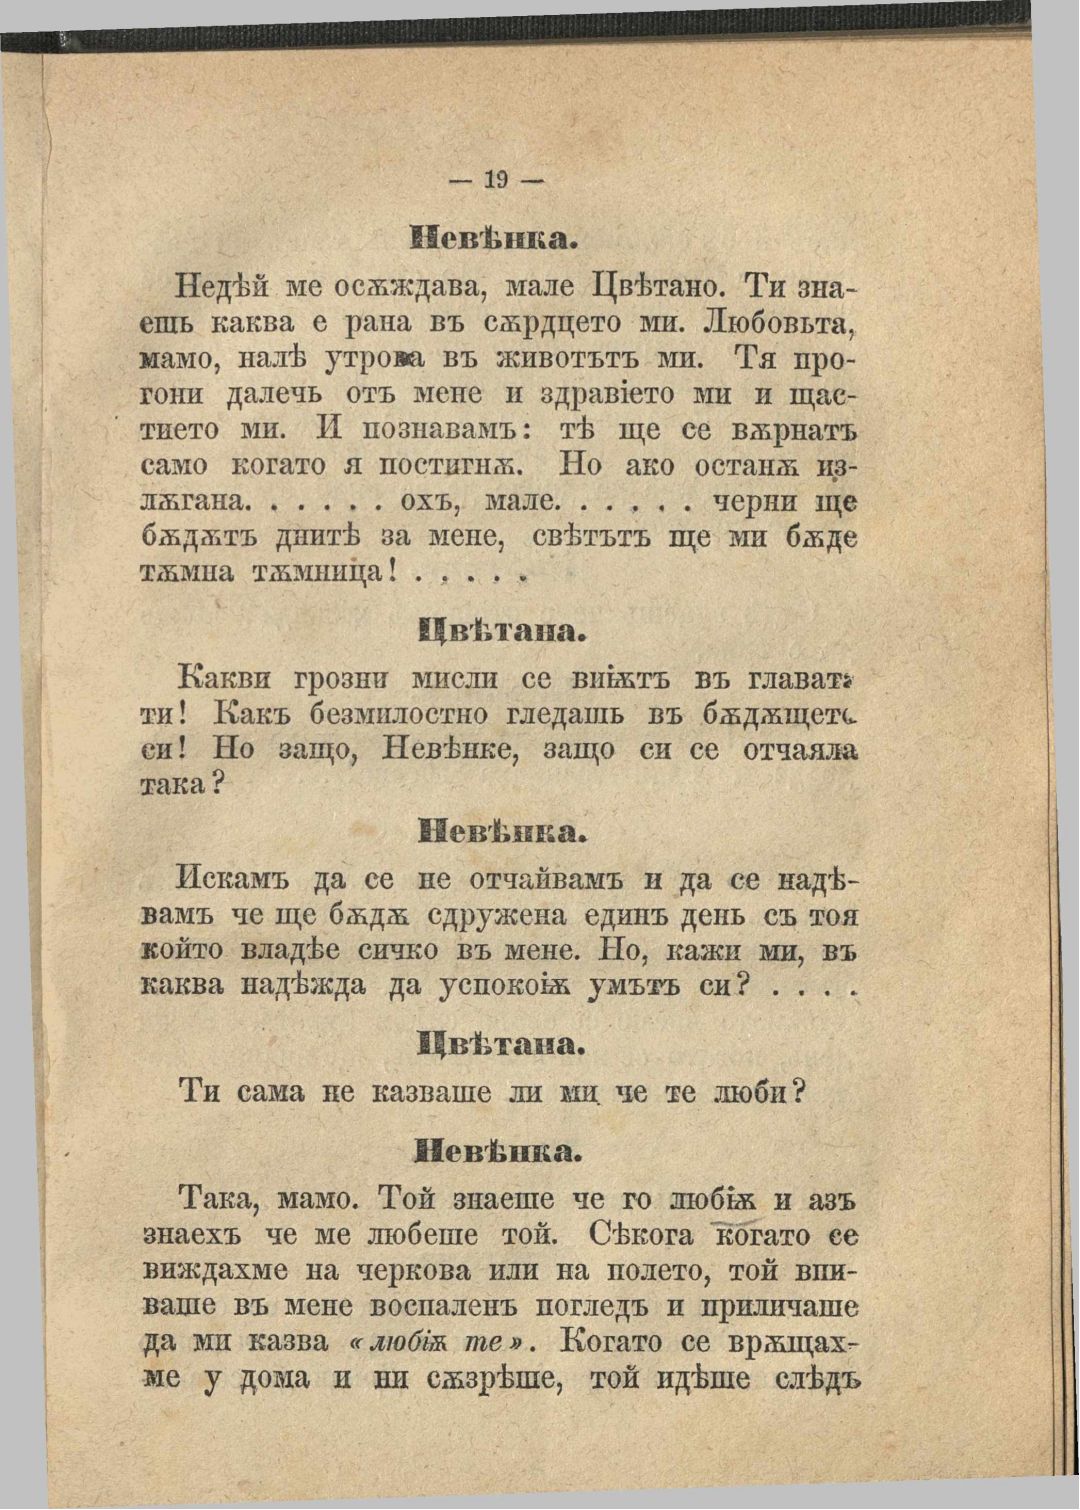 — 19 —
Невѣнка.
Недѣй ме осѫждава, мале Цвѣтано. Ти зна-
ешь каква е рана въ сѫрдцето ми. Любовьта,
мамо, налѣ утрова въ животътъ ми. Тя про-
гони далечь отъ мене и здравіето ми и щас-
тието ми. И познавамъ: тѣ ще се вѫрнатъ
само когато я постигнѫ. Но ако останѫ из-
лѫгана. . . . . . охъ, мале. . . . . . черни ще
бѫдѫтъ днитѣ за мене, свѣтътъ ще ми бѫде
тѫмна тѫмница! . . . . .
Цвѣтана.
Какви грозни мисли се виѭтъ въ главата
ти! Какъ безмилостно гледашь въ бѫдѫщето
си! Но защо, Невѣнке, защо си се отчаяла
така?
Невѣнка.
Искамъ да се не отчайвамъ и да се надѣ-
вамъ че ще бѫдѫ сдружена единъ день съ тоя
който владѣе сичко въ мене. Но, кажи ми, въ
каква надѣжда да успокоѭ умътъ си? . . . .
Цвѣтана.
Ти сама не казваше ли ми че те люби?
Невѣнка.
Така, мамо. Той знаеше че го любѭ и азъ
знаехъ че ме любеше той. Сѣкога когато се
виждахме на черкова или на полето, той впи-
ваше въ мене воспаленъ погледъ и приличаше
да ми казва «любѭ те». Когато се врѫщах-
ме у дома и ни сѫзрѣше, той идѣше слѣдъ